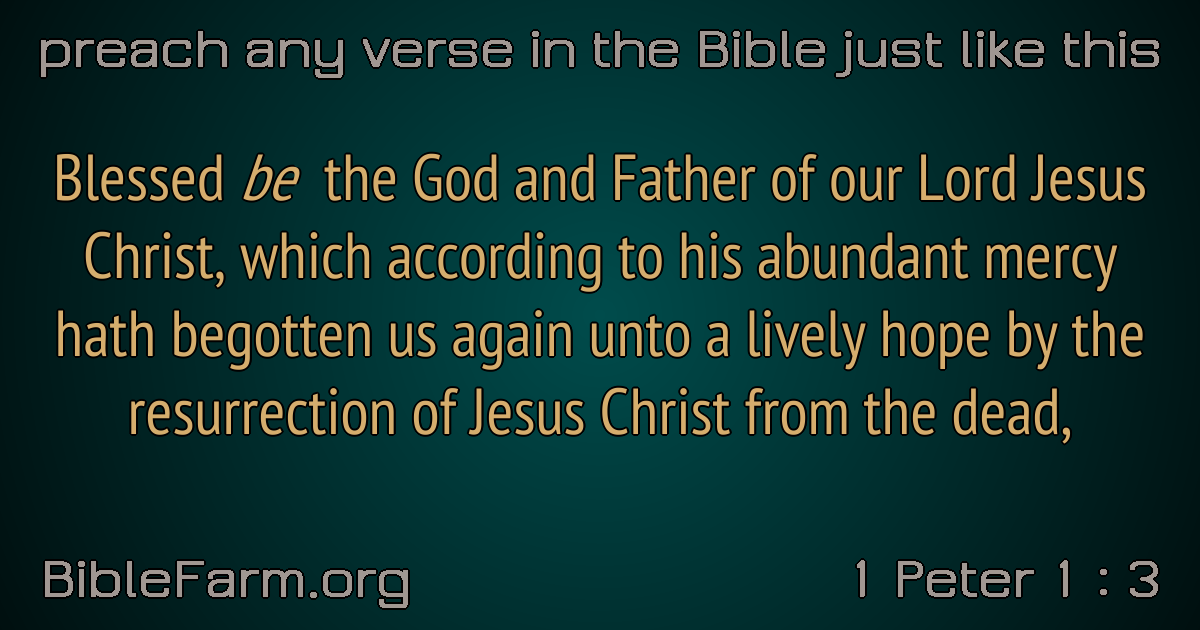 preach any verse in the Bible just like this
Blessed be the God and Father of our Lord Jesus
Christ, which according to his abundant mercy
hath begotten us again unto a lively hope by the
resurrection of Jesus Christ from the dead,
BibleFarm.org
1 Peter 1 : 3